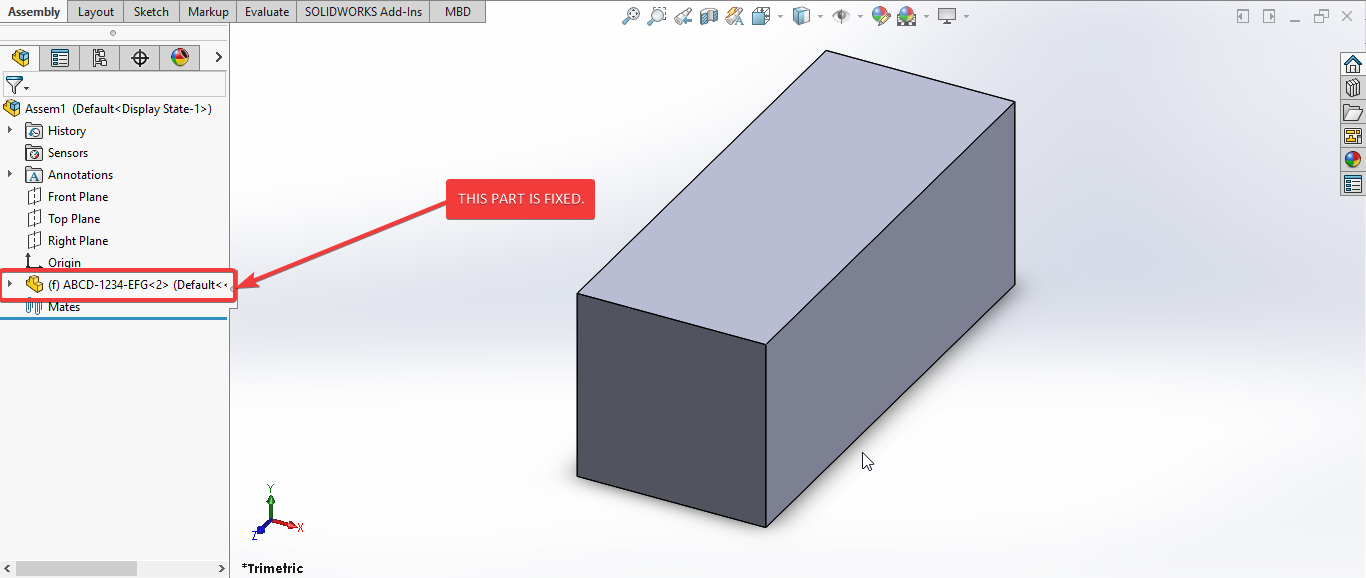 Assembly Layout Sketch Markup Evaluate SOLIDWORKS Add-Ins MBD
Assem1 (Default<Display State-1>)
History
Sensors
A Annotations
Front Plane
Top Plane
Right Plane
Origin
(f) ABCD-1234-EFG<2> (Default<<
Mates
THIS PART IS FIXED.
Y
X
Z
*Trimetric